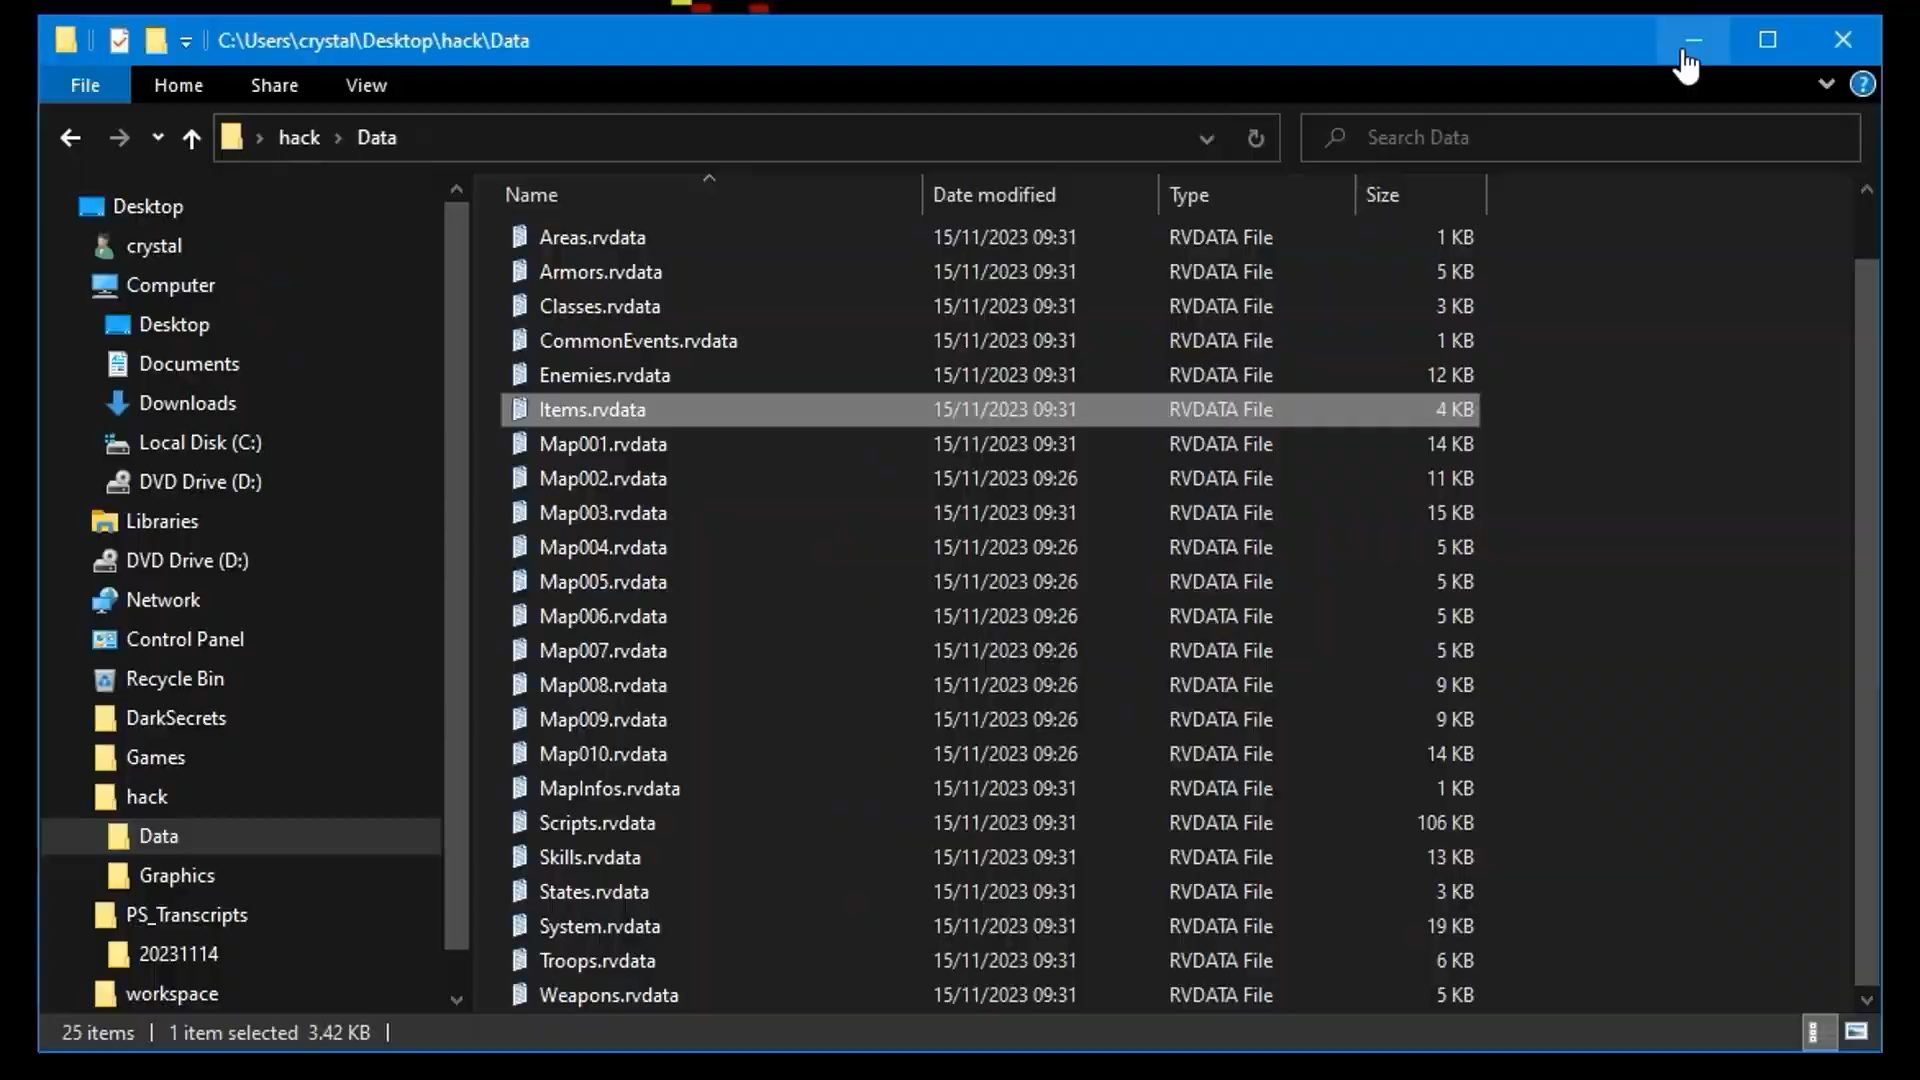 C:\Users\crystal\Desktop\hack\Data
File Home Share View
hack Data
Search Data
Desktop
crystal
Computer
Desktop
Documents
Downloads
Local Disk (C:)
DVD Drive (D:)
Libraries
DVD Drive (D:)
Network
Control Panel
Recycle Bin
DarkSecrets
Games
hack
Data
Graphics
PS_Transcripts
20231114
workspace
Name Date modified Type Size
Areas.rvdata 15/11/2023 09:31 RVDATA File 1 KB
Armors.rvdata 15/11/2023 09:31 RVDATA File 5 KB
Classes.rvdata 15/11/2023 09:31 RVDATA File 3 KB
CommonEvents.rvdata 15/11/2023 09:31 RVDATA File 1 KB
Enemies.rvdata 15/11/2023 09:31 RVDATA File 12 KB
Items.rvdata 15/11/2023 09:31 RVDATA File 4 KB
Map001.rvdata 15/11/2023 09:31 RVDATA File 14 KB
Map002.rvdata 15/11/2023 09:26 RVDATA File 11 KB
Map003.rvdata 15/11/2023 09:31 RVDATA File 15 KB
Map004.rvdata 15/11/2023 09:26 RVDATA File 5 KB
Map005.rvdata 15/11/2023 09:26 RVDATA File 5 KB
Map006.rvdata 15/11/2023 09:26 RVDATA File 5 KB
Map007.rvdata 15/11/2023 09:26 RVDATA File 5 KB
Map008.rvdata 15/11/2023 09:26 RVDATA File 9 KB
Map009.rvdata 15/11/2023 09:26 RVDATA File 9 KB
Map010.rvdata 15/11/2023 09:26 RVDATA File 14 KB
MapInfos.rvdata 15/11/2023 09:31 RVDATA File 1 KB
Scripts.rvdata 15/11/2023 09:31 RVDATA File 106 KB
Skills.rvdata 15/11/2023 09:31 RVDATA File 13 KB
States.rvdata 15/11/2023 09:31 RVDATA File 3 KB
System.rvdata 15/11/2023 09:31 RVDATA File 19 KB
Troops.rvdata 15/11/2023 09:31 RVDATA File 6 KB
Weapons.rvdata 15/11/2023 09:31 RVDATA File 5 KB
25 items 1 item selected 3.42 KB